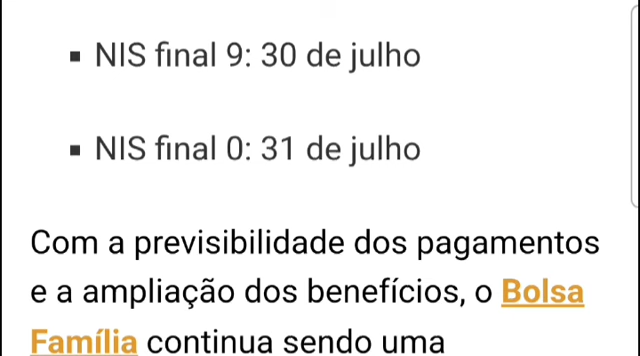 ▪ NIS final 9: 30 de julho
▪ NIS final 0: 31 de julho
Com a previsibilidade dos pagamentos
e a ampliação dos benefícios, o Bolsa
Família continua sendo uma